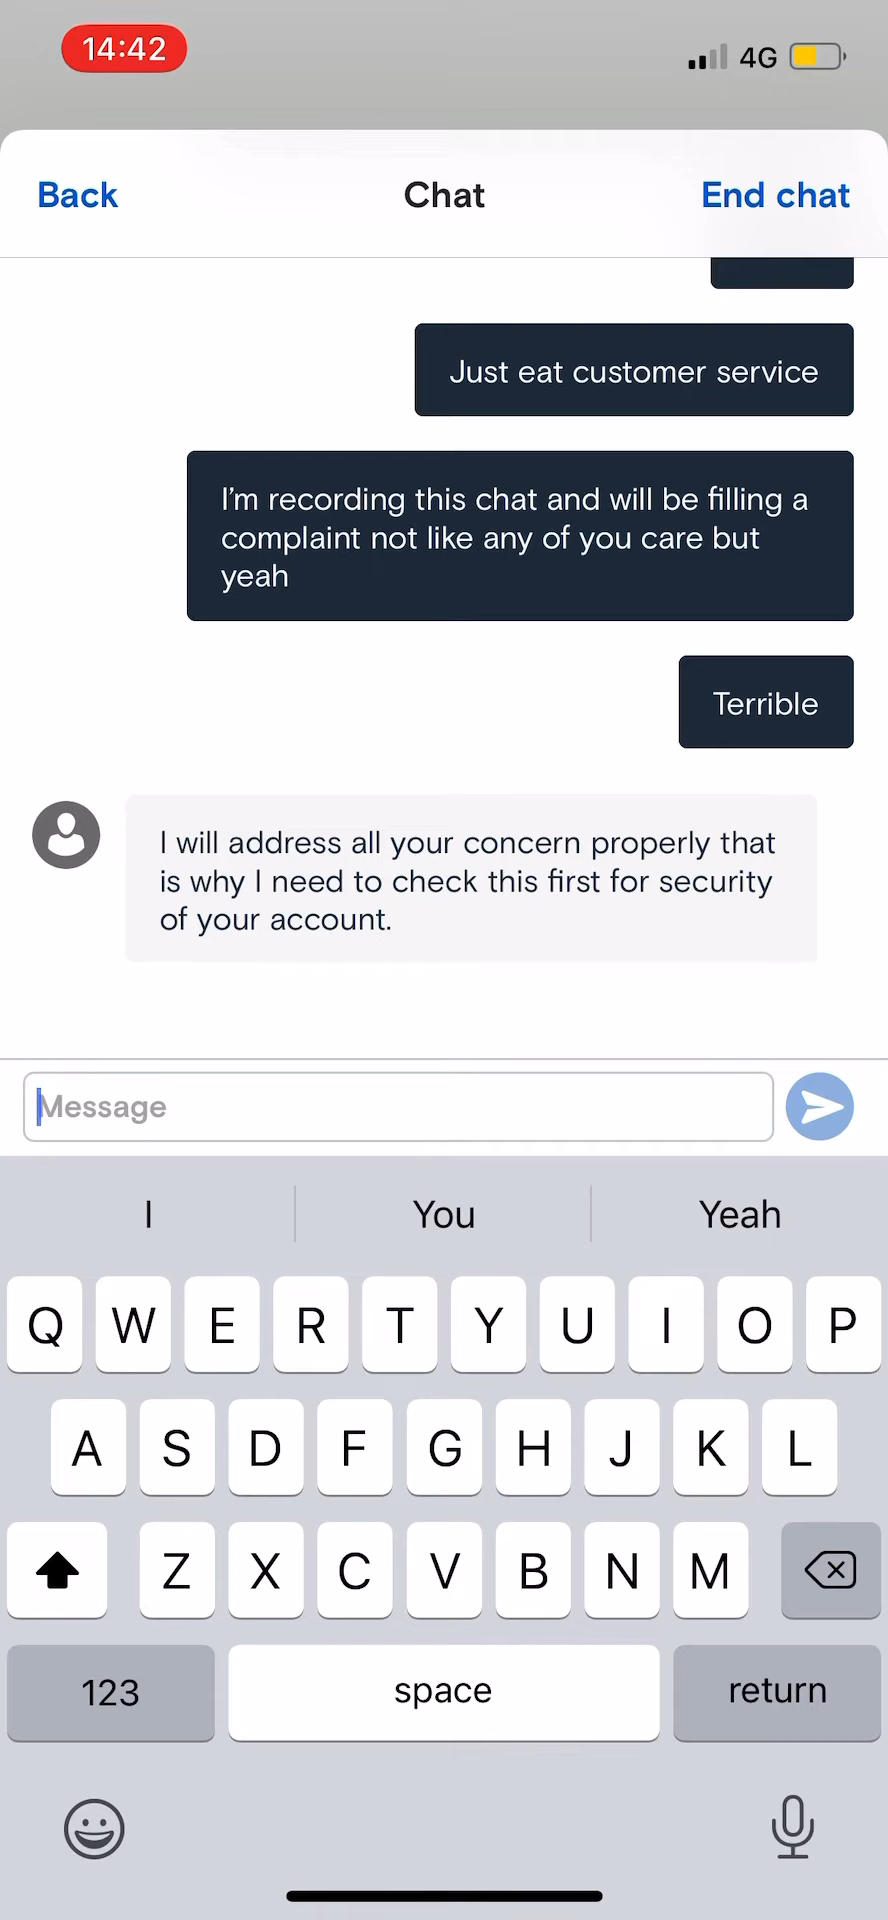 14:42
4G
Back
Chat
End chat
Just eat customer service
I'm recording this chat and will be filling a
complaint not like any of you care but
yeah
Terrible
I will address all your concern properly that
is why I need to check this first for security
of your account.
Message
I
You
Yeah
Q W E R T Y U I O P
A S D F G H J K L
Z X C V B N M
123
space
return